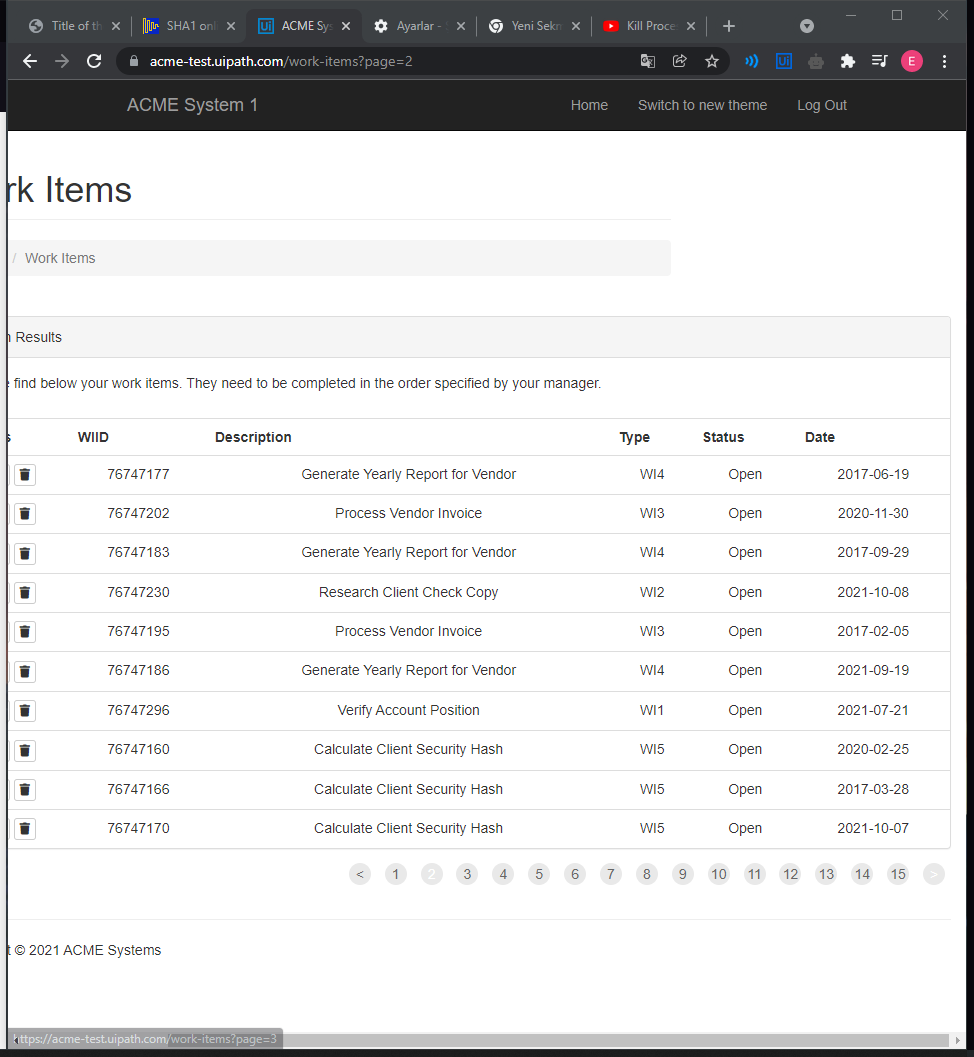 Title of th
SHA1 onl
ACME Sys
Ayarlar -
Yeni Sekm
Kill Proce
acme-test.uipath.com/work-items?page=2
E
ACME System 1 Home Switch to new theme Log Out
rk Items
/ Work Items
n Results
e find below your work items. They need to be completed in the order specified by your manager.
s WIID Description Type Status Date
76747177 Generate Yearly Report for Vendor WI4 Open 2017-06-19
76747202 Process Vendor Invoice WI3 Open 2020-11-30
76747183 Generate Yearly Report for Vendor WI4 Open 2017-09-29
76747230 Research Client Check Copy WI2 Open 2021-10-08
76747195 Process Vendor Invoice WI3 Open 2017-02-05
76747186 Generate Yearly Report for Vendor WI4 Open 2021-09-19
76747296 Verify Account Position WI1 Open 2021-07-21
76747160 Calculate Client Security Hash WI5 Open 2020-02-25
76747166 Calculate Client Security Hash WI5 Open 2017-03-28
76747170 Calculate Client Security Hash WI5 Open 2021-10-07
< 1 2 3 4 5 6 7 8 9 10 11 12 13 14 15 >
t © 2021 ACME Systems
https://acme-test.uipath.com/work-items?page=3